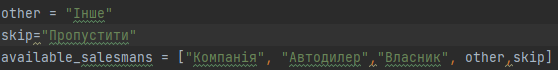 other = "Інше"
skip="Пропустити"
available_salesmans = ["Компанія", "Автодилер","Власник", other,skip]